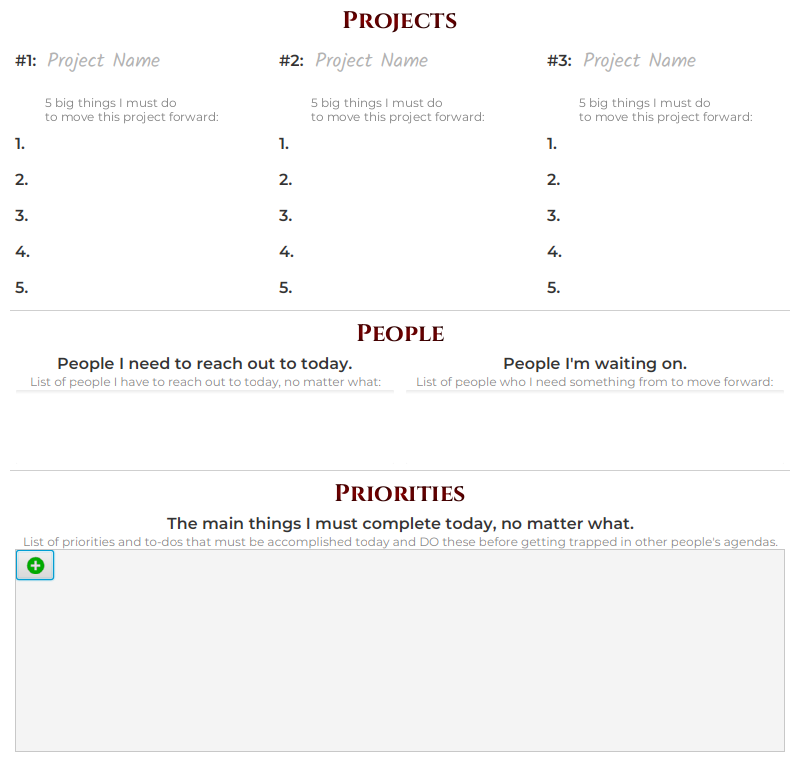 Projects
#1: Project Name
5 big things I must do
to move this project forward:
1.
2.
3.
4.
5.
#2: Project Name
5 big things I must do
to move this project forward:
1.
2.
3.
4.
5.
#3: Project Name
5 big things I must do
to move this project forward:
1.
2.
3.
4.
5.
People
People I need to reach out to today.
List of people I have to reach out to today, no matter what:
People I'm waiting on.
List of people who I need something from to move forward:
Priorities
The main things I must complete today, no matter what.
List of priorities and to-dos that must be accomplished today and DO these before getting trapped in other people's agendas.